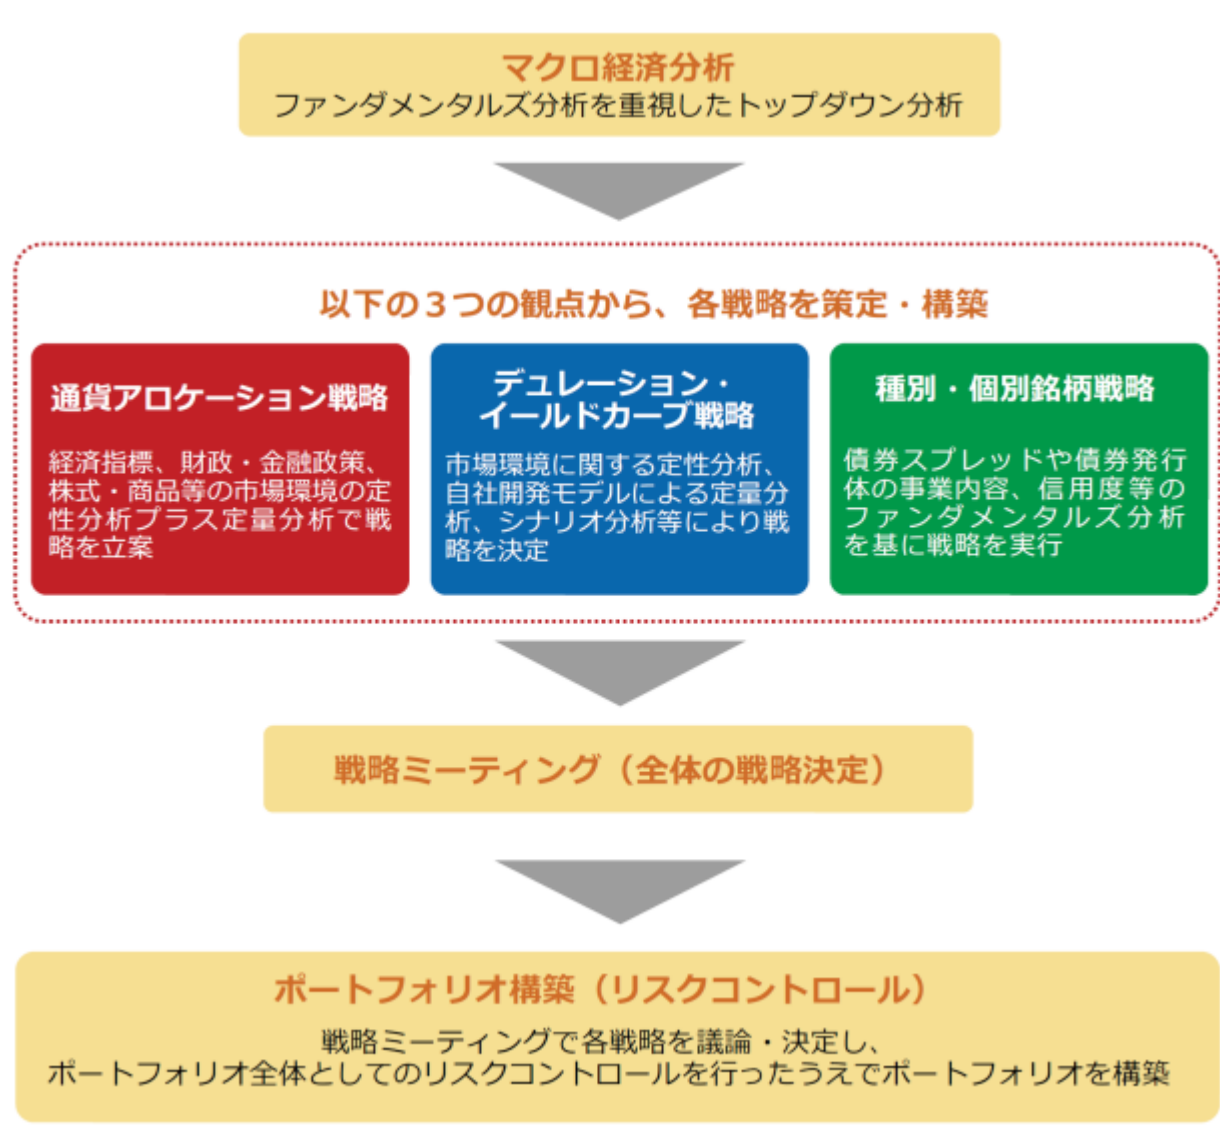 マクロ経済分析
ファンダメンタルズ分析を重視したトップダウン分析
以下の３つの観点から、各戦略を策定・構築
通貨アロケーション戦略
経済指標、財政・金融政策、
株式・商品等の市場環境の定
性分析プラス定量分析で戦
略を立案
デュレーション・
イールドカーブ戦略
市場環境に関する定性分析、
自社開発モデルによる定量分
析、シナリオ分析等により戦
略を決定
種別・個別銘柄戦略
債券スプレッドや債券発行
体の事業内容、信用度等の
ファンダメンタルズ分析
を基に戦略を実行
戦略ミーティング（全体の戦略決定）
ポートフォリオ構築（リスクコントロール）
戦略ミーティングで各戦略を議論・決定し、
ポートフォリオ全体としてのリスクコントロールを行ったうえでポートフォリオを構築